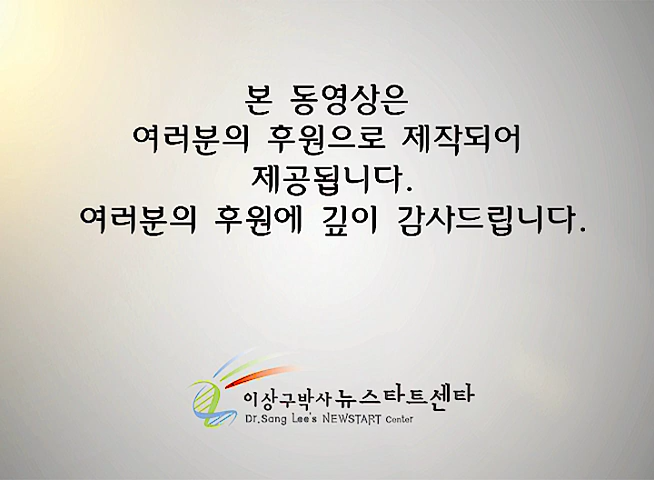 본 동영상은
여러분의 후원으로 제작되어
제공됩니다.
여러분의 후원에 깊이 감사드립니다.
이상구박사 뉴스타트센타
Dr.Sang Lee's NEWSTART Center